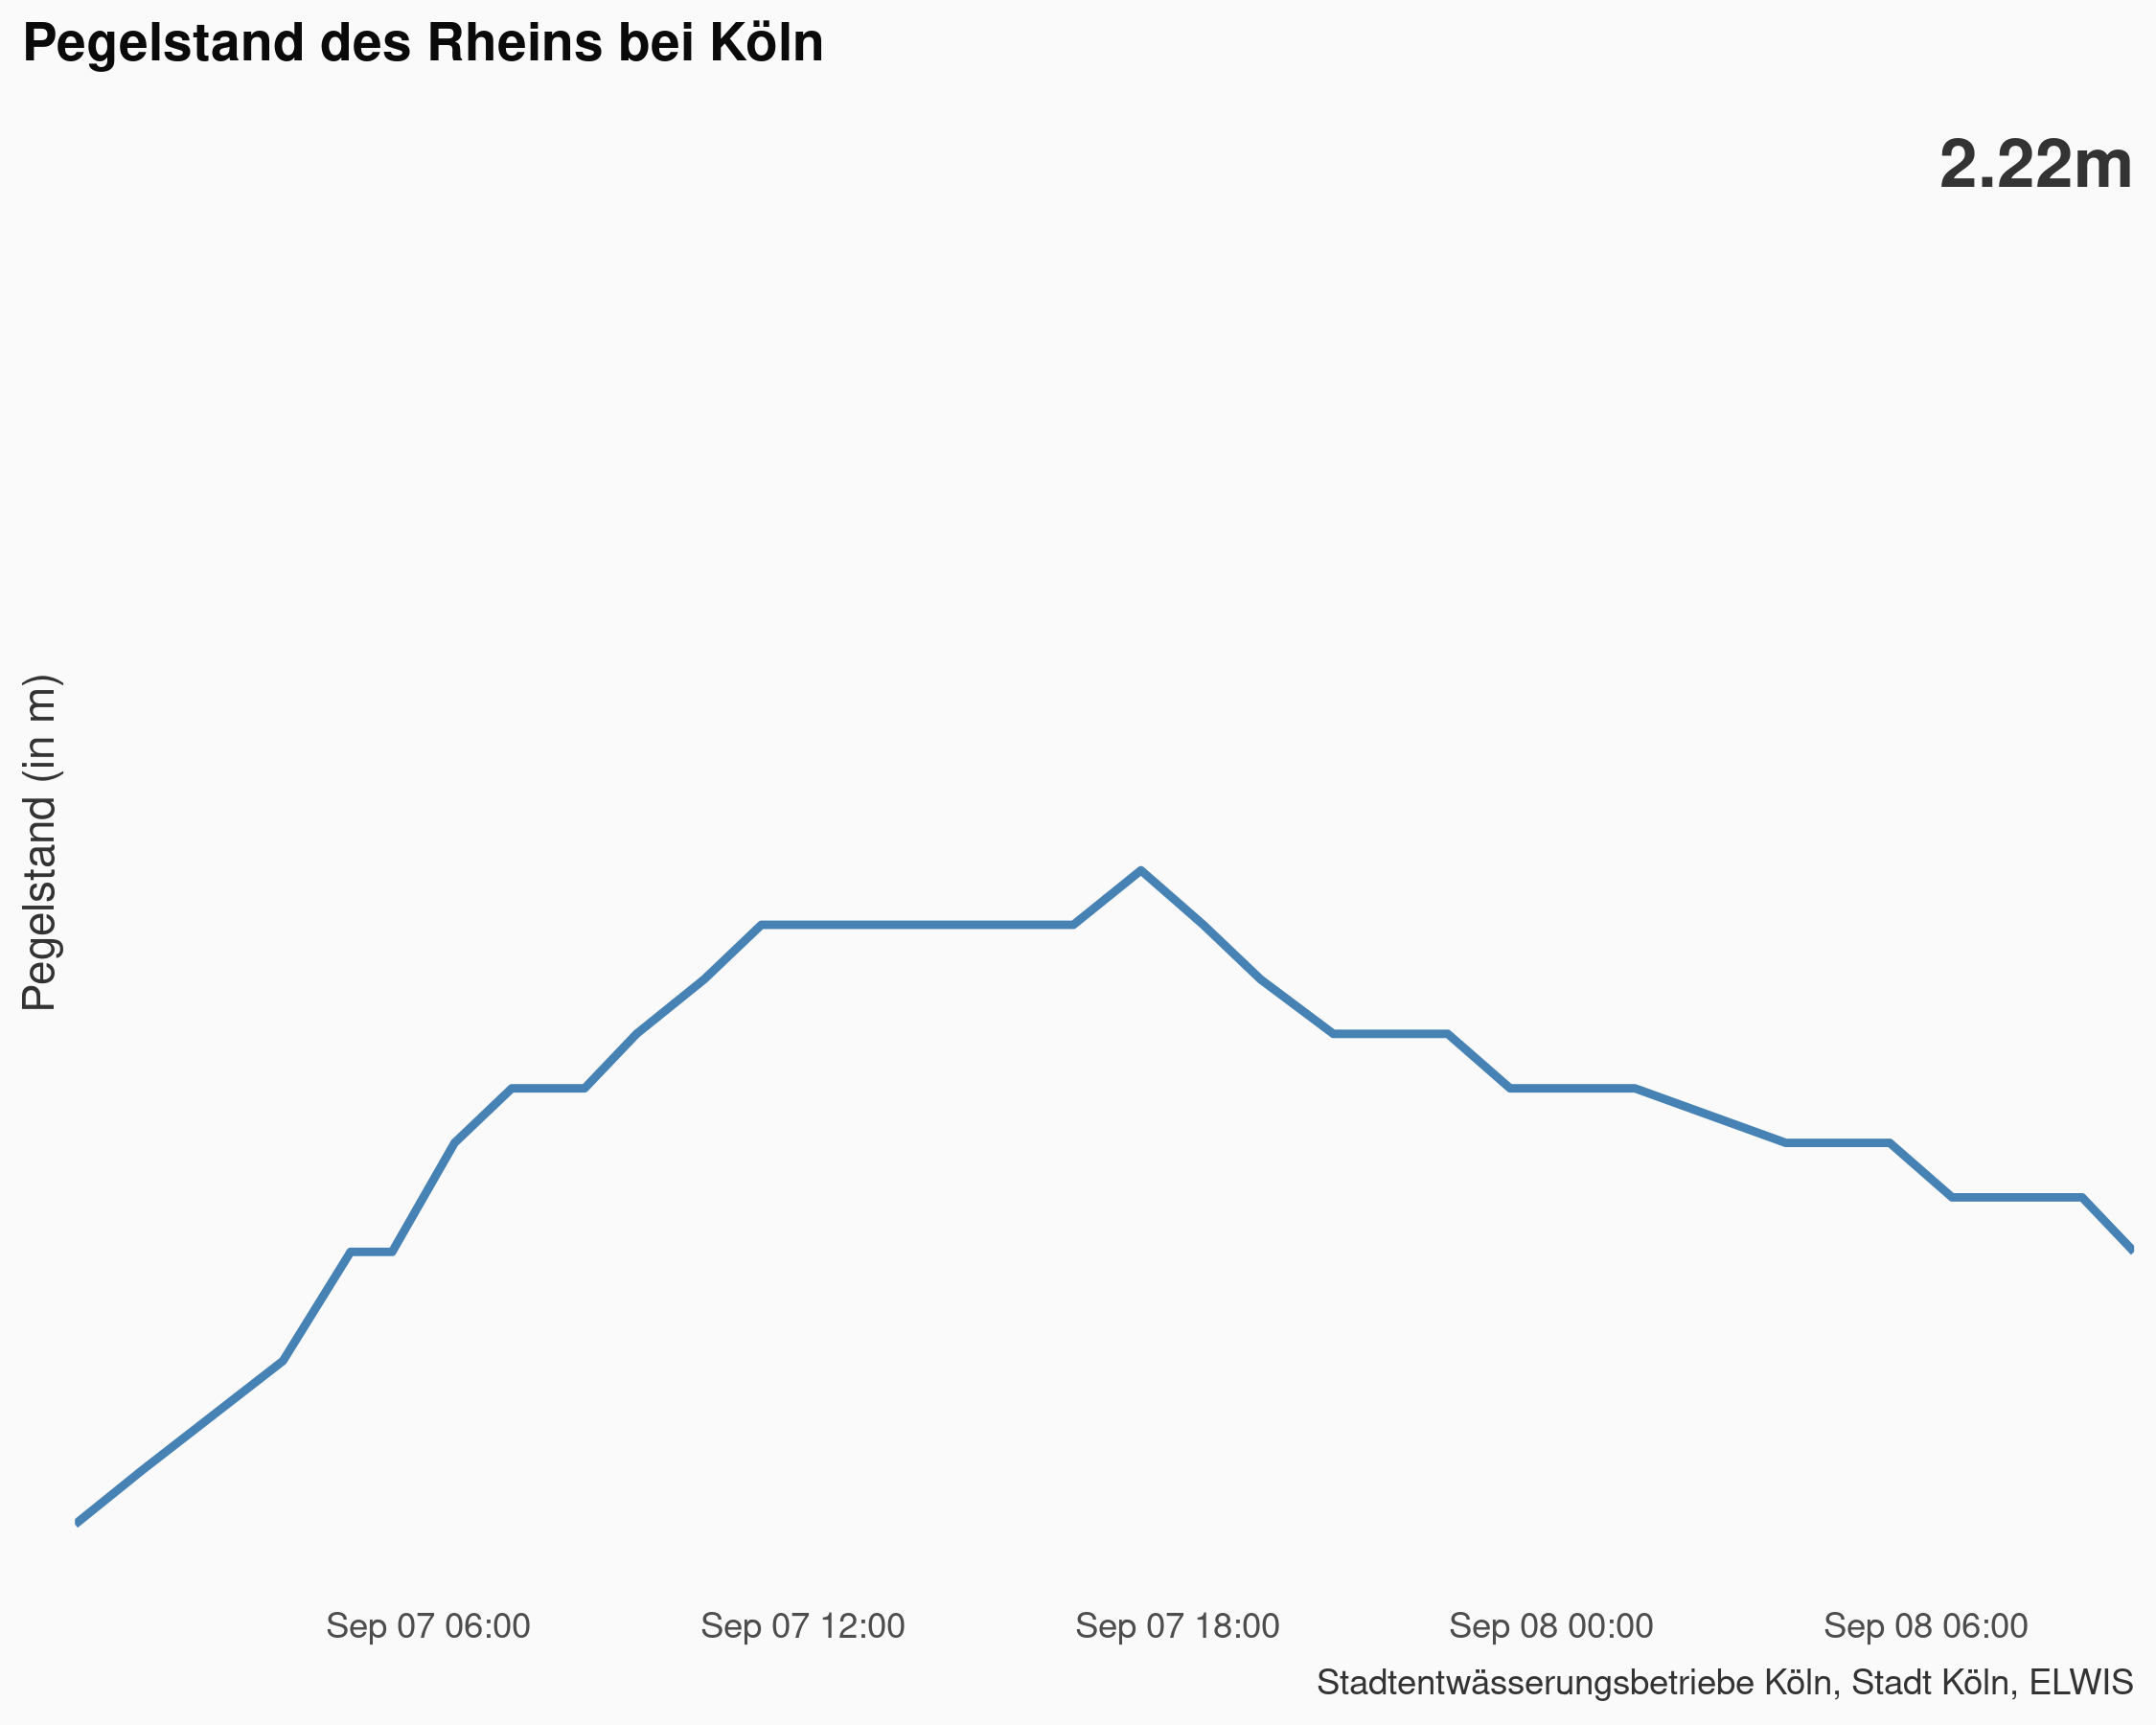 Pegelstand des Rheins bei Köln
2.22m
Pegelstand (in m)
Sep 07 06:00
Sep 07 12:00
Sep 07 18:00
Sep 08 00:00
Sep 08 06:00
Stadtentwässerungsbetriebe Köln, Stadt Köln, ELWIS